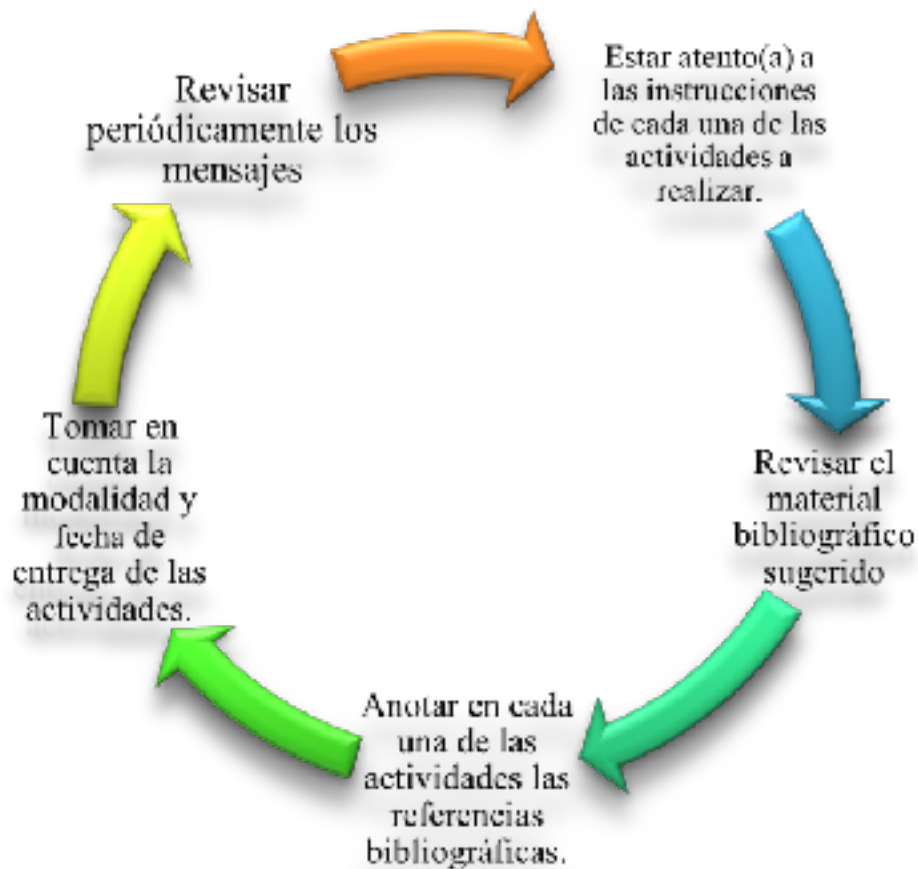 Revisar
periódicamente los
mensajes
Estar atento(a) a
las instrucciones
de cada una de las
actividades a
realizar.
Revisar el
material
bibliográfico
sugerido
Anotar en cada
una de las
actividades las
referencias
bibliográficas.
Tomar en
cuenta la
modalidad y
fecha de
entrega de las
actividades.